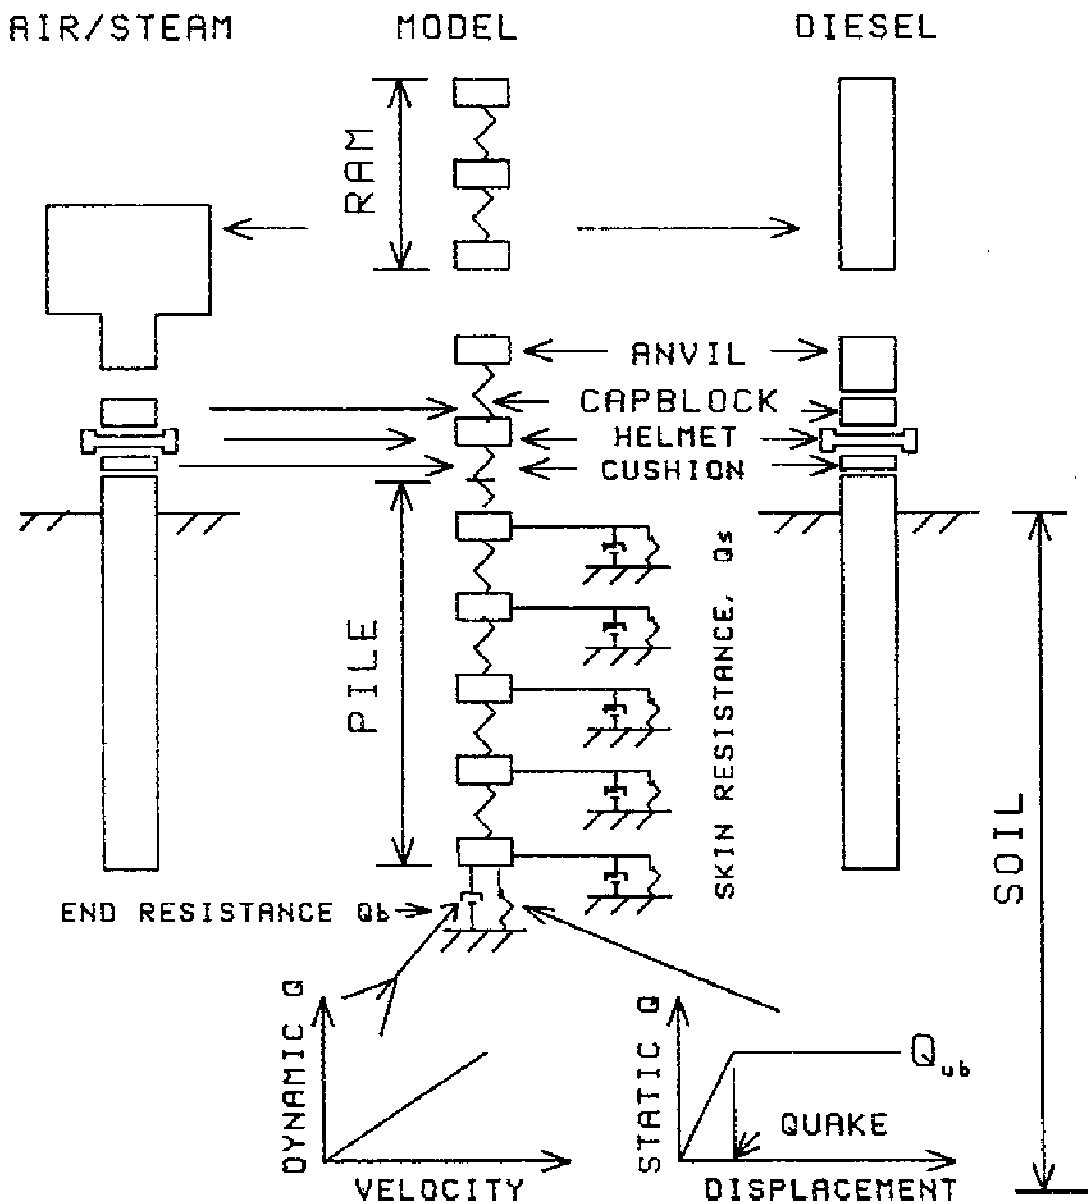 AIR/STEAM
MODEL
DIESEL
RAM
ANVIL
CAPBLOCK
HELMET
CUSHION
PILE
SKIN RESISTANCE, Qs
SOIL
END RESISTANCE Qb
DYNAMIC Q
VELOCITY
STATIC Q
Qub
QUAKE
DISPLACEMENT